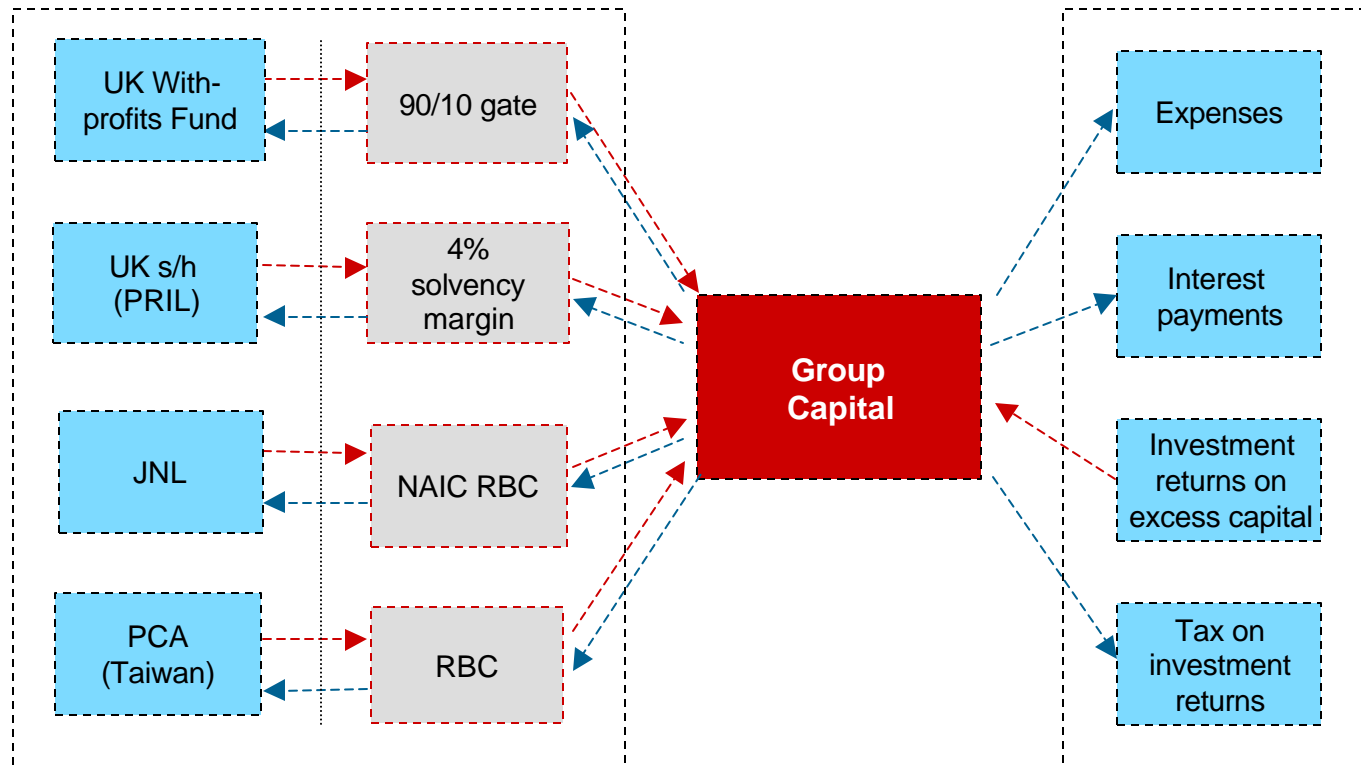 UK With-
profits Fund
90/10 gate
UK s/h
(PRIL)
4%
solvency
margin
JNL
NAIC RBC
PCA
(Taiwan)
RBC
Group
Capital
Expenses
Interest
payments
Investment
returns on
excess capital
Tax on
investment
returns